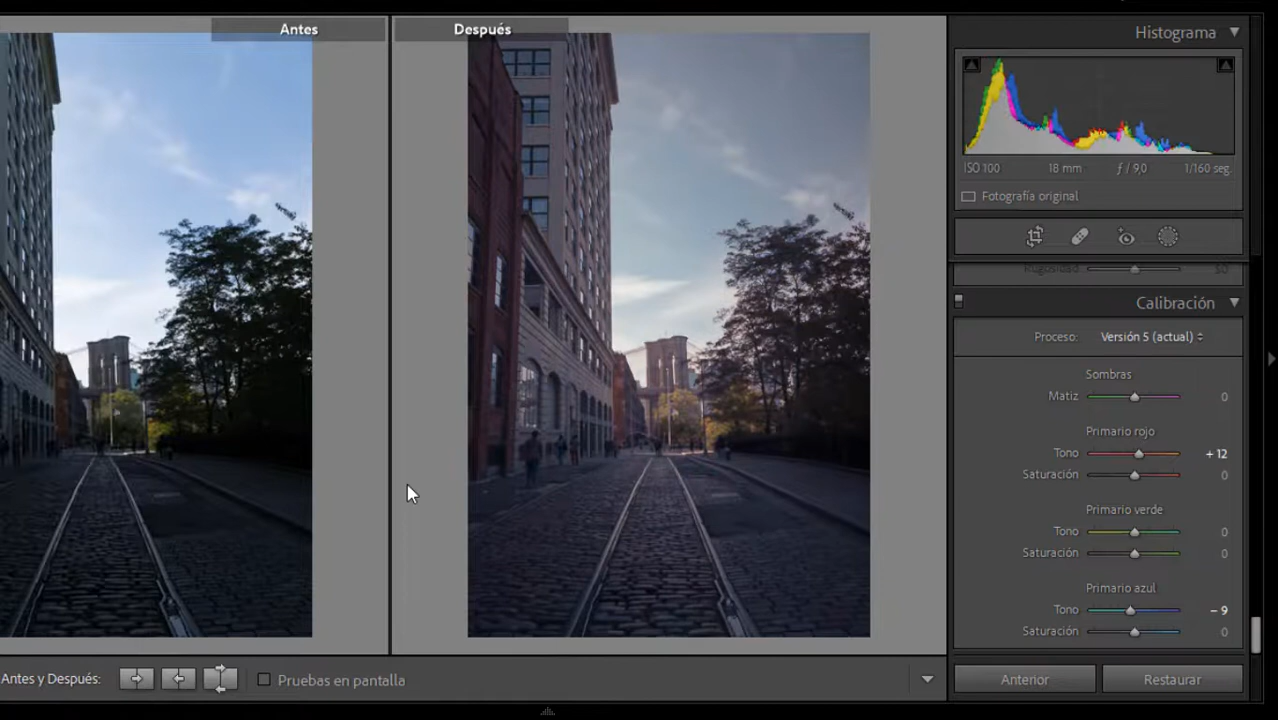 Antes
Después
Histograma
ISO 100 18 mm ƒ / 9,0 1/160 seg.
Fotografía original
Rugosidad 50
Calibración
Proceso: Versión 5 (actual)
Sombras
Matiz 0
Primario rojo
Tono + 12
Saturación 0
Primario verde
Tono 0
Saturación 0
Primario azul
Tono - 9
Saturación 0
Antes y Después: Pruebas en pantalla
Anterior Restaurar